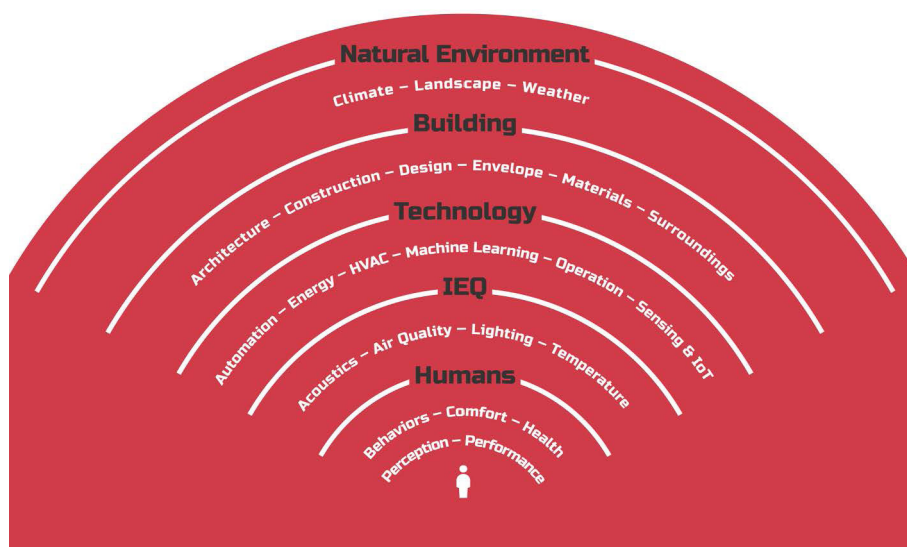 Natural Environment
Climate – Landscape – Weather
Building
Architecture – Construction – Design – Envelope – Materials – Surroundings
Technology
Automation – Energy – HVAC – Machine Learning – Operation – Sensing & IoT
IEQ
Acoustics – Air Quality – Lighting – Temperature
Humans
Behaviors – Comfort – Health
Perception – Performance